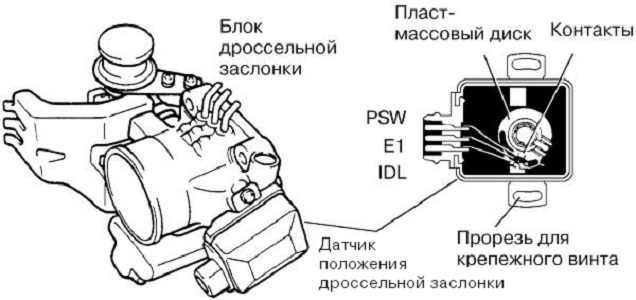 Блок
дроссельной
заслонки
Пласт-
массовый диск
Контакты
PSW
E1
IDL
Датчик
положения
дроссельной заслонки
Прорезь для
крепежного винта